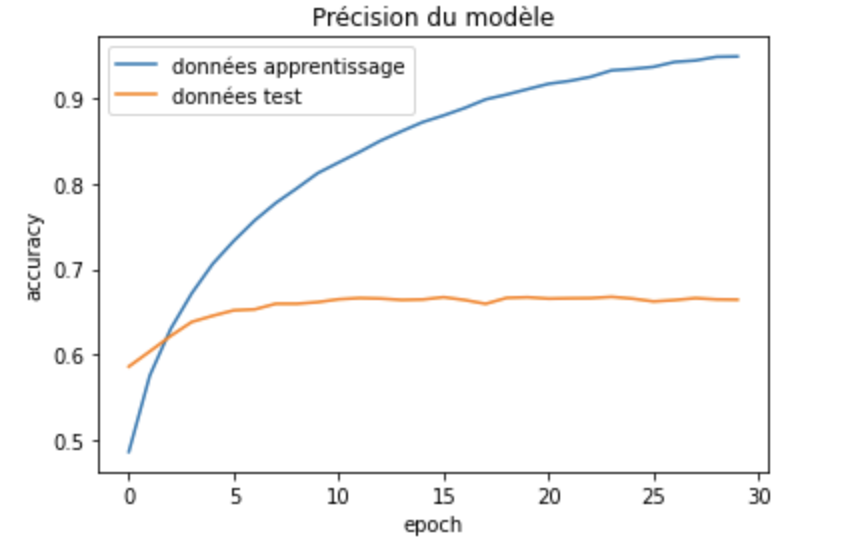 Précision du modèle
données apprentissage
données test
accuracy
0.9
0.8
0.7
0.6
0.5
0 5 10 15 20 25 30
epoch